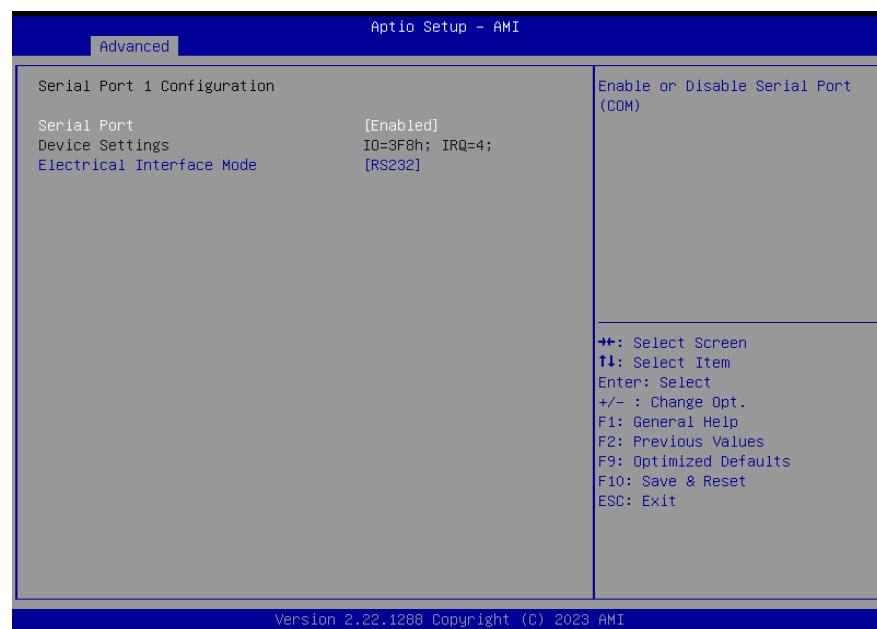 Aptio Setup – AMI
Advanced
Serial Port 1 Configuration
Serial Port [Enabled]
Device Settings IO=3F8h; IRQ=4;
Electrical Interface Mode [RS232]
Enable or Disable Serial Port
(COM)
→←: Select Screen
↑↓: Select Item
Enter: Select
+/- : Change Opt.
F1: General Help
F2: Previous Values
F9: Optimized Defaults
F10: Save & Reset
ESC: Exit
Version 2.22.1288 Copyright (C) 2023 AMI